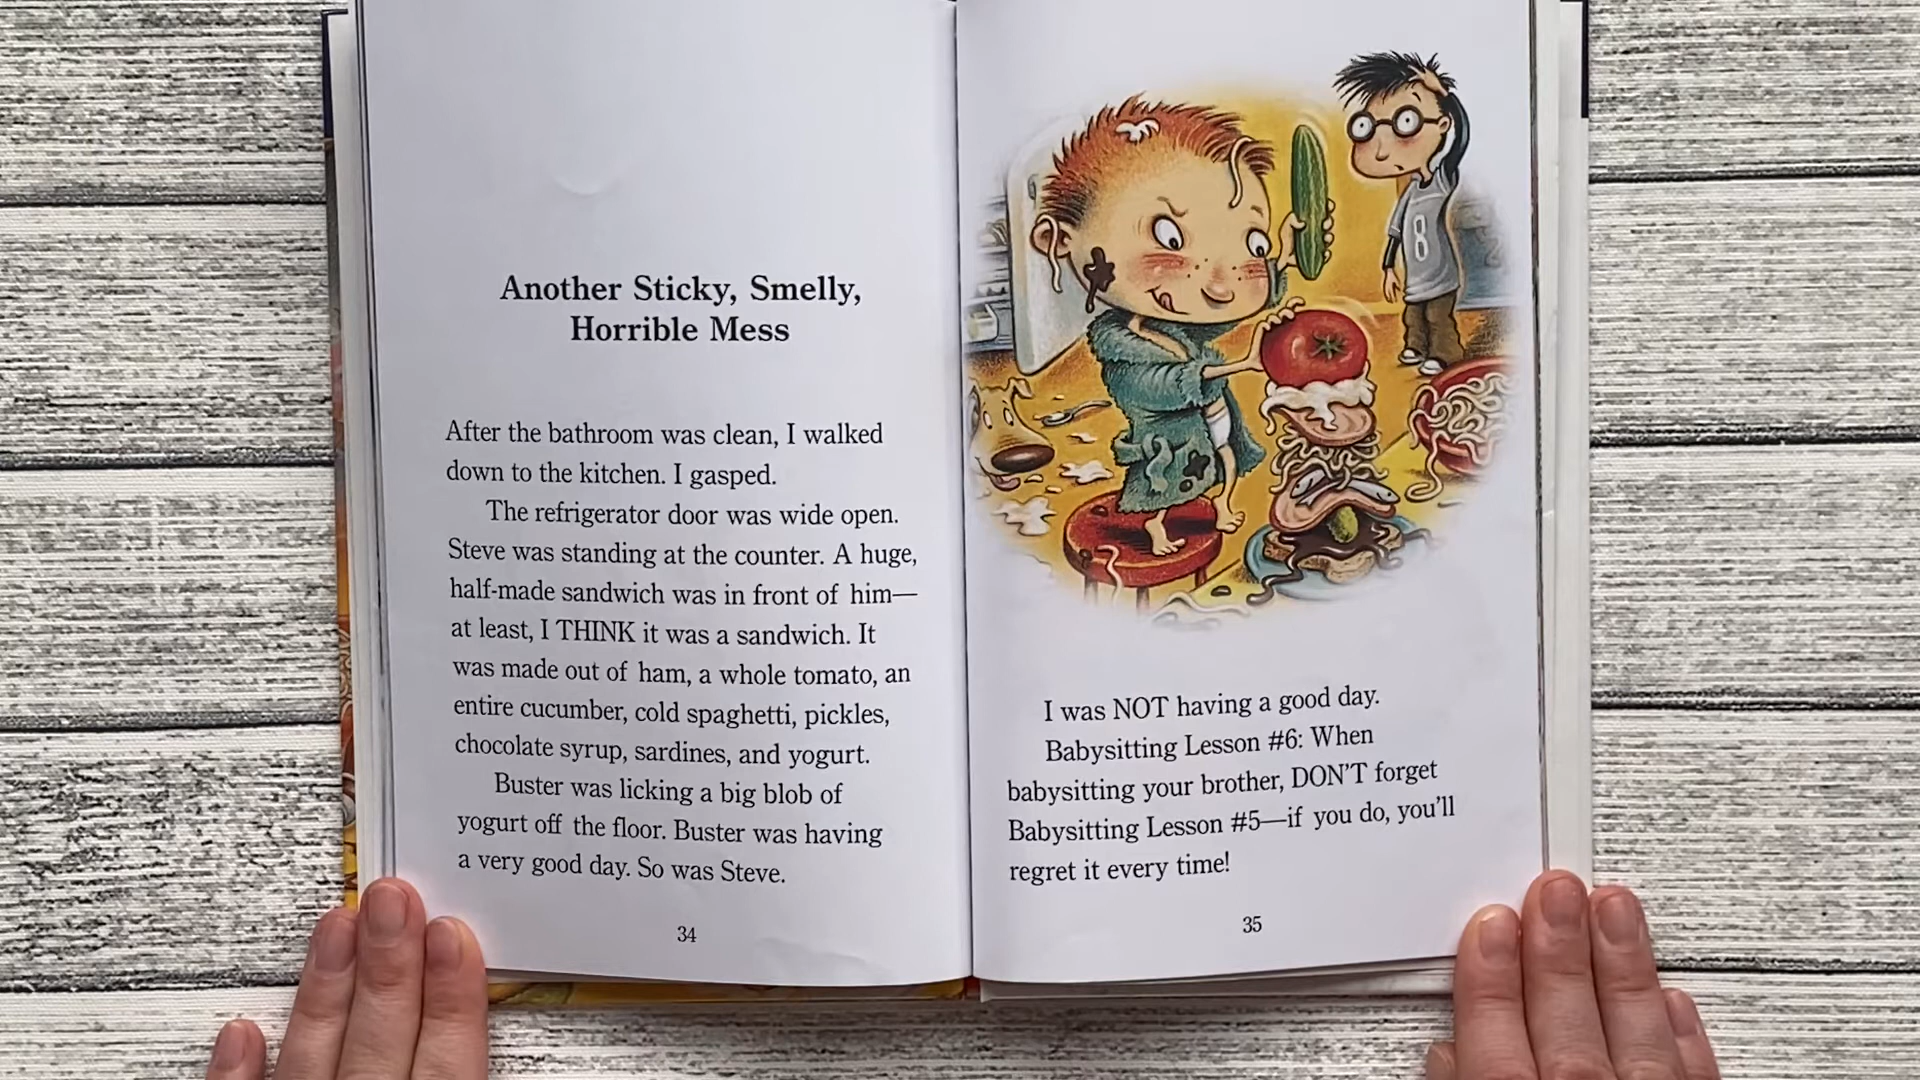 Another Sticky, Smelly,
Horrible Mess
After the bathroom was clean, I walked
down to the kitchen. I gasped.
The refrigerator door was wide open.
Steve was standing at the counter. A huge,
half-made sandwich was in front of him—
at least, I THINK it was a sandwich. It
was made out of ham, a whole tomato, an
entire cucumber, cold spaghetti, pickles,
chocolate syrup, sardines, and yogurt.
Buster was licking a big blob of
yogurt off the floor. Buster was having
a very good day. So was Steve.
34
8
I was NOT having a good day.
Babysitting Lesson #6: When
babysitting your brother, DON'T forget
Babysitting Lesson #5—if you do, you'll
regret it every time!
35